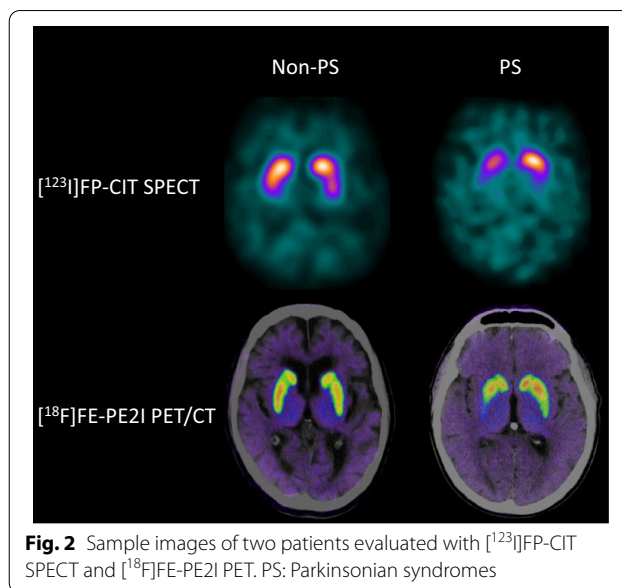 Non-PS PS
[¹²³I]FP-CIT SPECT
[¹⁸F]FE-PE2I PET/CT
Fig. 2 Sample images of two patients evaluated with [¹²³I]FP-CIT
SPECT and [¹⁸F]FE-PE2I PET. PS: Parkinsonian syndromes